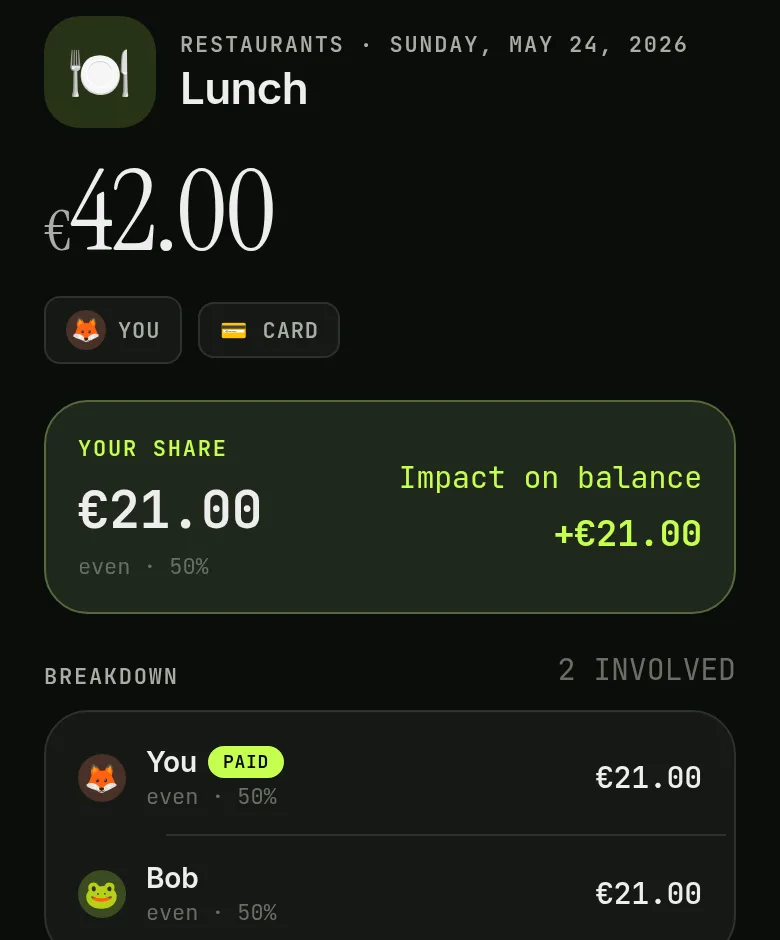 RESTAURANTS · SUNDAY, MAY 24, 2026
Lunch
€42.00
YOU
CARD
YOUR SHARE
€21.00
even · 50%
Impact on balance
+€21.00
BREAKDOWN
2 INVOLVED
You PAID
even · 50%
€21.00
Bob
even · 50%
€21.00